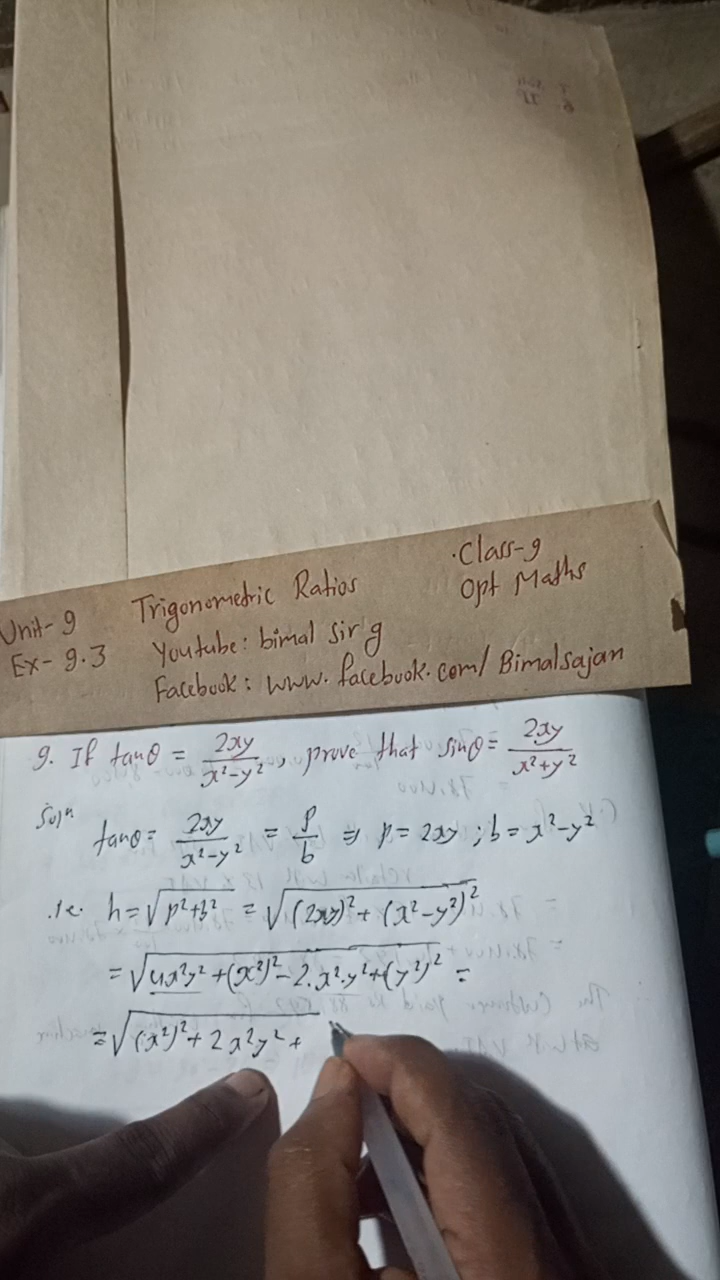 Unit-9 Trigonometric Ratios Class-9
Ex-9.3 Youtube: bimal sir g Opt Maths
Facebook: www.facebook.com/Bimalsajan
9. If tanθ = 2xy/x²-y², prove that sinθ = 2xy/x²+y²
Soln
tanθ = 2xy/x²-y² = p/b ⇒ p = 2xy ; b = x²-y²
h = √p²+b² = √(2xy)²+(x²-y²)²
= √4x²y²+(x²)²-2.x².y²+(y²)² =
= √(x²)²+2x²y²+